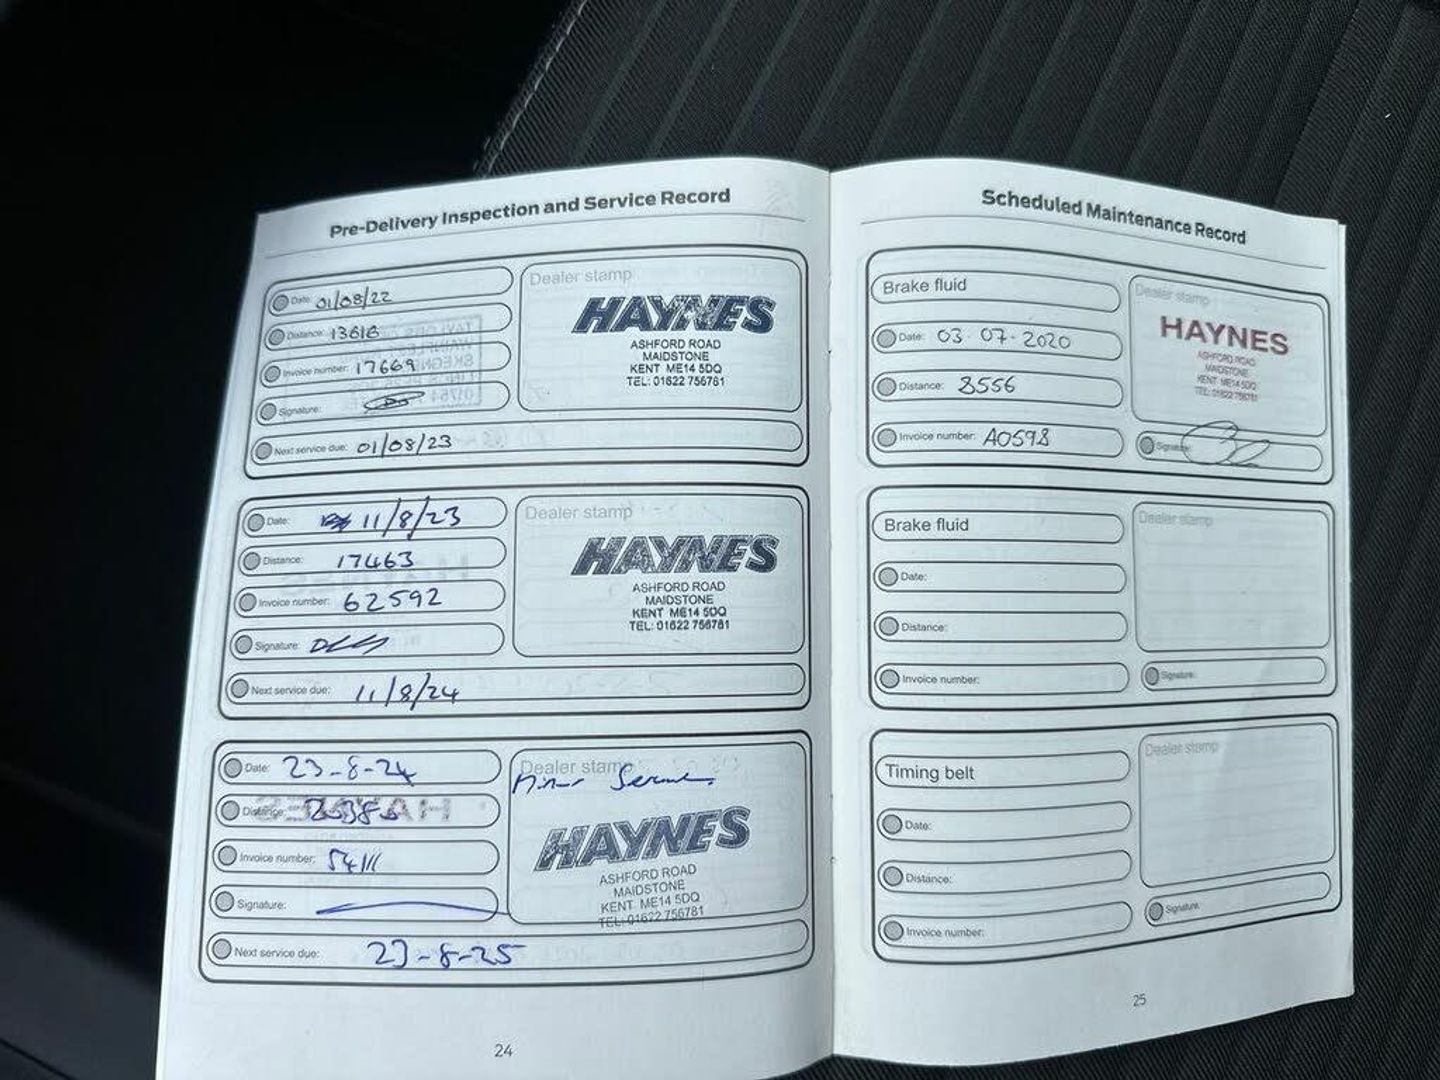 Pre-Delivery Inspection and Service Record
Date: 01/08/22
Distance: 13616
Invoice number: 17669
Signature:
Next service due: 01/08/23
Dealer stamp
HAYNES
ASHFORD ROAD
MAIDSTONE
KENT ME14 5DQ
TEL: 01622 756781
Date: 11/8/23
Distance: 17463
Invoice number: 62592
Signature:
Next service due: 11/8/24
Dealer stamp
HAYNES
ASHFORD ROAD
MAIDSTONE
KENT ME14 5DQ
TEL: 01622 756781
Date: 23-8-24
Distance:
Invoice number:
Signature:
Next service due: 23-8-25
Dealer stamp
Minor Service
HAYNES
ASHFORD ROAD
MAIDSTONE
KENT ME14 5DQ
TEL: 01622 756781
24
Scheduled Maintenance Record
Brake fluid
Date: 03-07-2020
Distance: 8556
Invoice number: A0598
Dealer stamp
HAYNES
ASHFORD ROAD
MAIDSTONE
KENT ME14 5DQ
TEL: 01622 756781
Signature:
Brake fluid
Date:
Distance:
Invoice number:
Dealer stamp
Signature:
Timing belt
Date:
Distance:
Invoice number:
Dealer stamp
Signature:
25